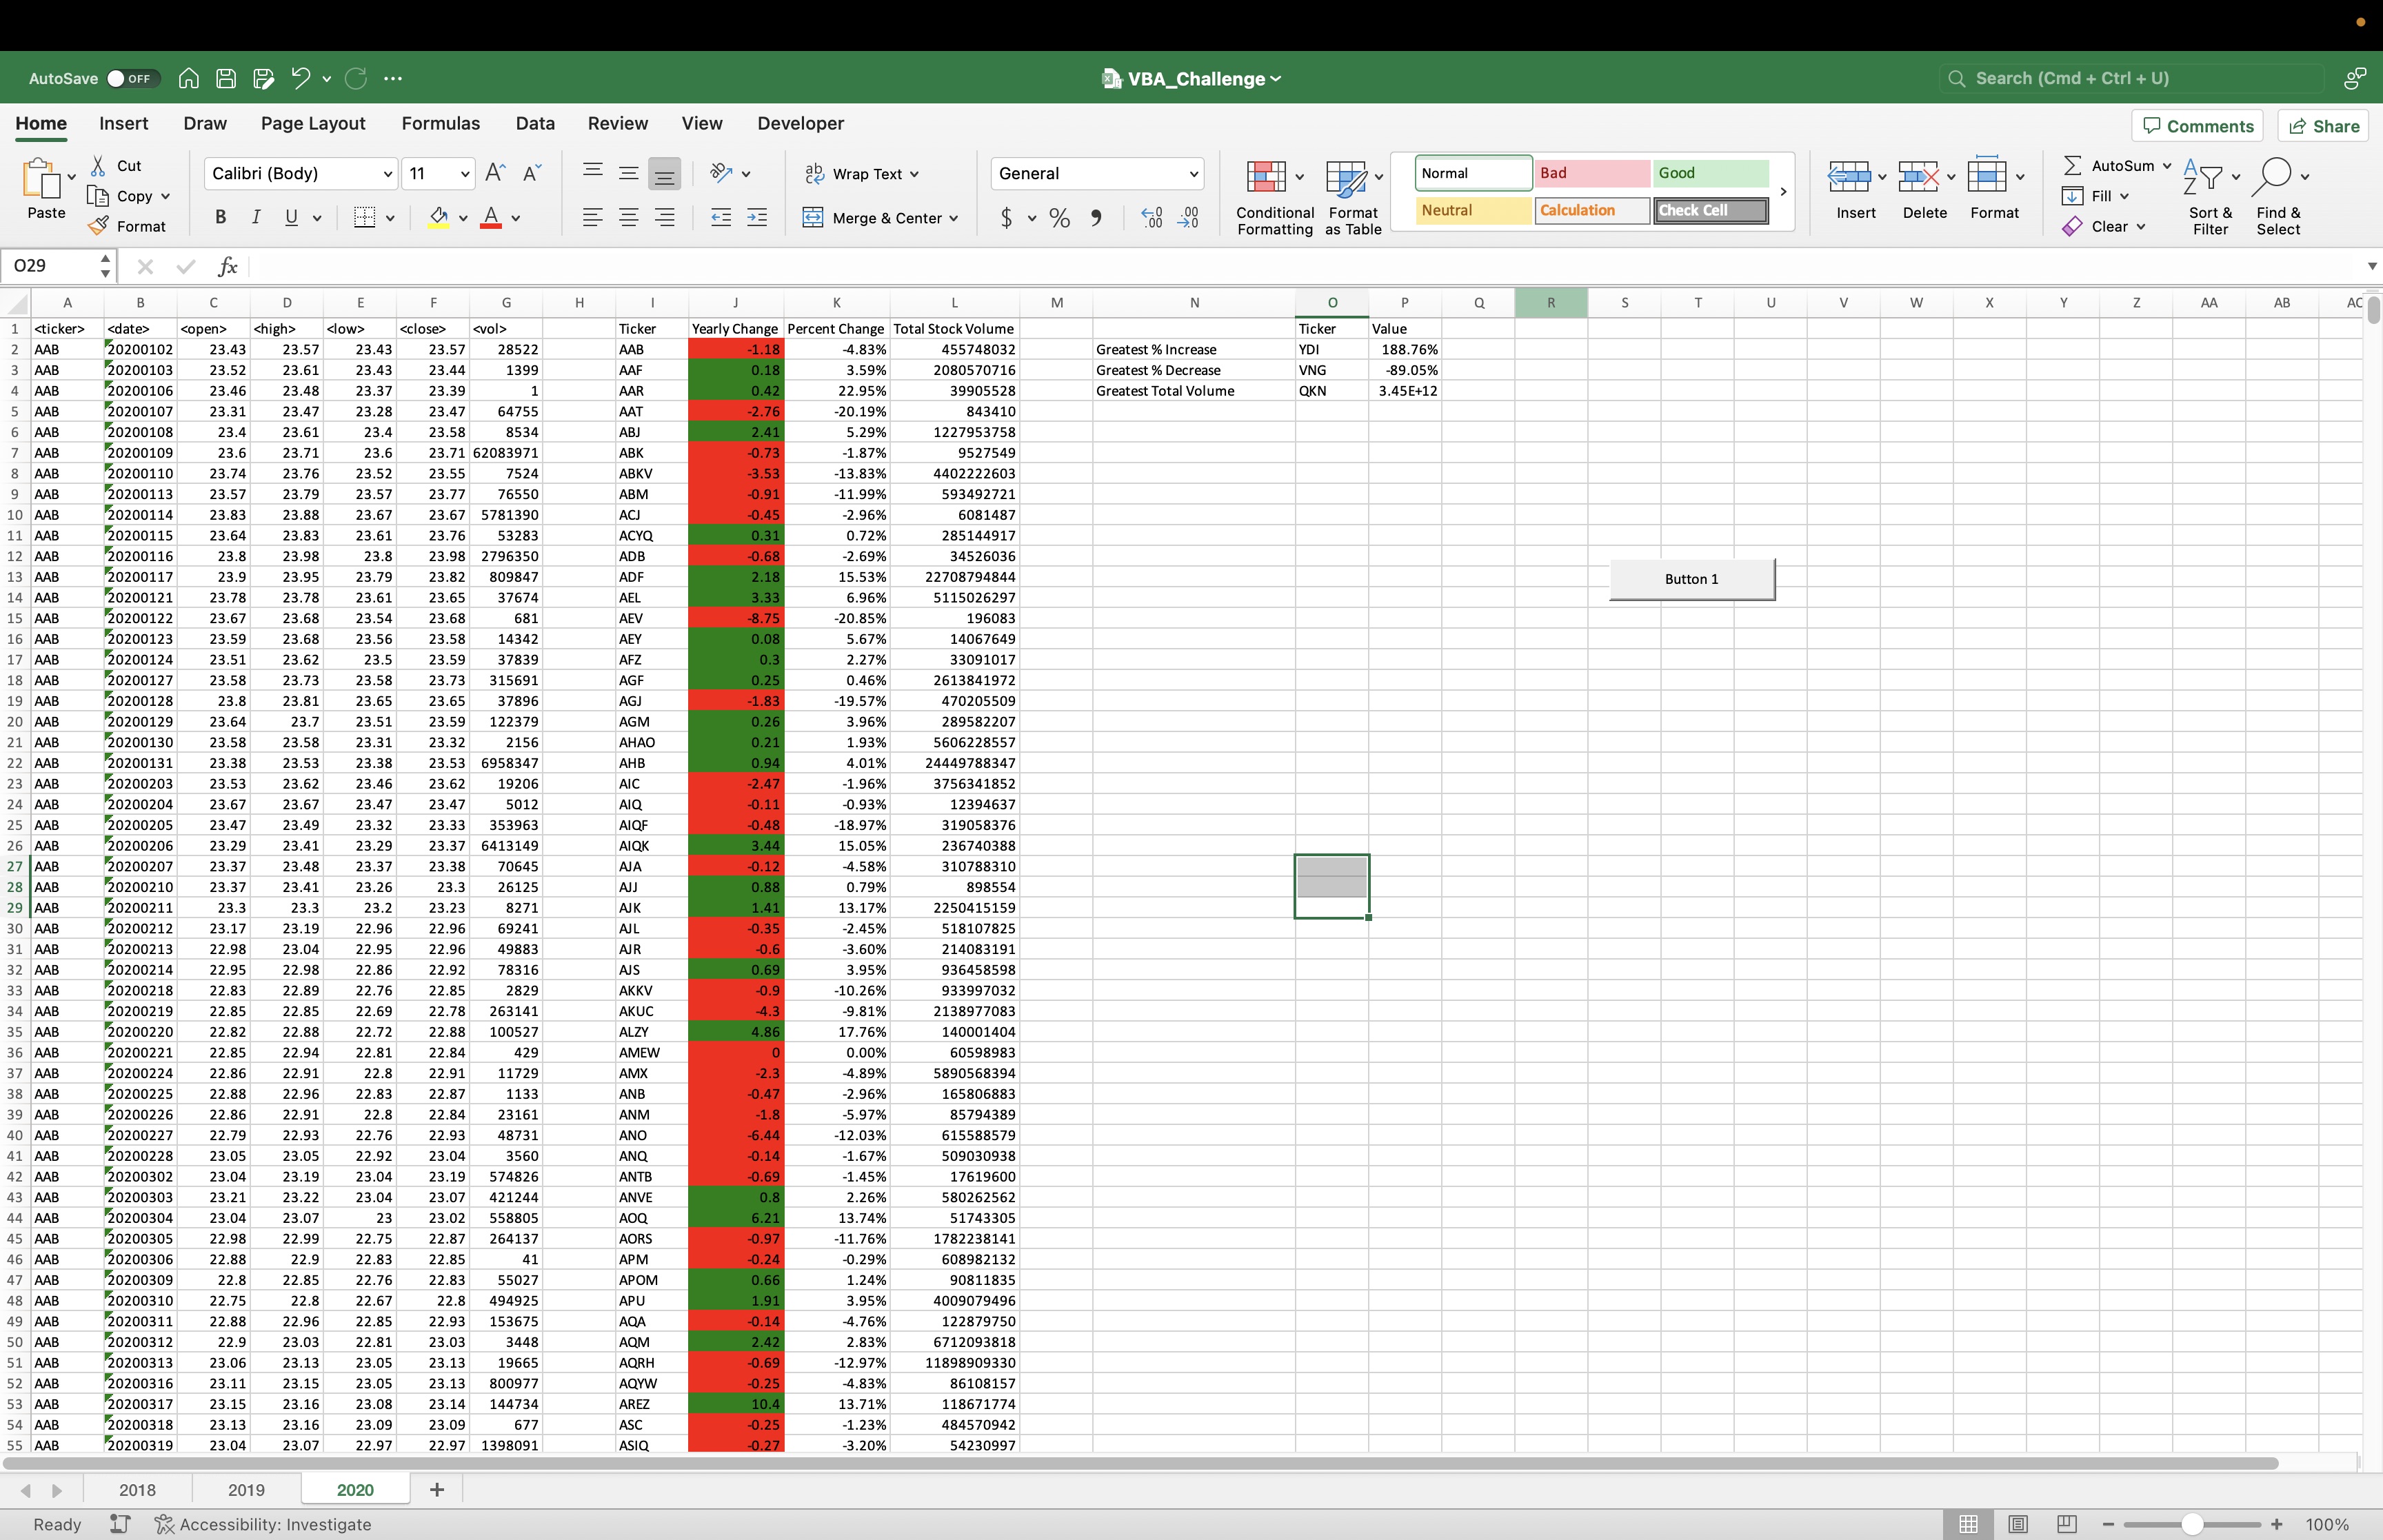 AutoSave OFF VBA_Challenge Search (Cmd + Ctrl + U)
Home Insert Draw Page Layout Formulas Data Review View Developer Comments Share
Paste Cut Copy Format Calibri (Body) 11 Wrap Text Merge & Center General Conditional Formatting Format as Table Normal Bad Good Neutral Calculation Check Cell Insert Delete Format AutoSum Fill Clear Sort & Filter Find & Select
O29 fx
A B C D E F G H I J K L M N O P Q R S T U V W X Y Z AA AB AC
1 <ticker> <date> <open> <high> <low> <close> <vol> Ticker Yearly Change Percent Change Total Stock Volume Ticker Value
2 AAB 20200102 23.43 23.57 23.43 23.57 28522 AAB -1.18 -4.83% 455748032 Greatest % Increase YDI 188.76%
3 AAB 20200103 23.52 23.61 23.43 23.44 1399 AAF 0.18 3.59% 2080570716 Greatest % Decrease VNG -89.05%
4 AAB 20200106 23.46 23.48 23.37 23.39 1 AAR 0.42 22.95% 39905528 Greatest Total Volume QKN 3.45E+12
5 AAB 20200107 23.31 23.47 23.28 23.47 64755 AAT -2.76 -20.19% 843410
6 AAB 20200108 23.4 23.61 23.4 23.58 8534 ABJ 2.41 5.29% 1227953758
7 AAB 20200109 23.6 23.71 23.6 23.71 62083971 ABK -0.73 -1.87% 9527549
8 AAB 20200110 23.74 23.76 23.52 23.55 7524 ABKV -3.53 -13.83% 4402222603
9 AAB 20200113 23.57 23.79 23.57 23.77 76550 ABM -0.91 -11.99% 593492721
10 AAB 20200114 23.83 23.88 23.67 23.67 5781390 ACJ -0.45 -2.96% 6081487
11 AAB 20200115 23.64 23.83 23.61 23.76 53283 ACYQ 0.31 0.72% 285144917
12 AAB 20200116 23.8 23.98 23.8 23.98 2796350 ADB -0.68 -2.69% 34526036
13 AAB 20200117 23.9 23.95 23.79 23.82 809847 ADF 2.18 15.53% 22708794844 Button 1
14 AAB 20200121 23.78 23.78 23.61 23.65 37674 AEL 3.33 6.96% 5115026297
15 AAB 20200122 23.67 23.68 23.54 23.68 681 AEV -8.75 -20.85% 196083
16 AAB 20200123 23.59 23.68 23.56 23.58 14342 AEY 0.08 5.67% 14067649
17 AAB 20200124 23.51 23.62 23.5 23.59 37839 AFZ 0.3 2.27% 33091017
18 AAB 20200127 23.58 23.73 23.58 23.73 315691 AGF 0.25 0.46% 2613841972
19 AAB 20200128 23.8 23.81 23.65 23.65 37896 AGJ -1.83 -19.57% 470205509
20 AAB 20200129 23.64 23.7 23.51 23.59 122379 AGM 0.26 3.96% 289582207
21 AAB 20200130 23.58 23.58 23.31 23.32 2156 AHAO 0.21 1.93% 5606228557
22 AAB 20200131 23.38 23.53 23.38 23.53 6958347 AHB 0.94 4.01% 24449788347
23 AAB 20200203 23.53 23.62 23.46 23.62 19206 AIC -2.47 -1.96% 3756341852
24 AAB 20200204 23.67 23.67 23.47 23.47 5012 AIQ -0.11 -0.93% 12394637
25 AAB 20200205 23.47 23.49 23.32 23.33 353963 AIQF -0.48 -18.97% 319058376
26 AAB 20200206 23.29 23.41 23.29 23.37 6413149 AIQK 3.44 15.05% 236740388
27 AAB 20200207 23.37 23.48 23.37 23.38 70645 AJA -0.12 -4.58% 310788310
28 AAB 20200210 23.37 23.41 23.26 23.3 26125 AJJ 0.88 0.79% 898554
29 AAB 20200211 23.3 23.3 23.2 23.23 8271 AJK 1.41 13.17% 2250415159
30 AAB 20200212 23.17 23.19 22.96 22.96 69241 AJL -0.35 -2.45% 518107825
31 AAB 20200213 22.98 23.04 22.95 22.96 49883 AJR -0.6 -3.60% 214083191
32 AAB 20200214 22.95 22.98 22.86 22.92 78316 AJS 0.69 3.95% 936458598
33 AAB 20200218 22.83 22.89 22.76 22.85 2829 AKKV -0.9 -10.26% 933997032
34 AAB 20200219 22.85 22.85 22.69 22.78 263141 AKUC -4.3 -9.81% 2138977083
35 AAB 20200220 22.82 22.88 22.72 22.88 100527 ALZY 4.86 17.76% 140001404
36 AAB 20200221 22.85 22.94 22.81 22.84 429 AMEW 0 0.00% 60598983
37 AAB 20200224 22.86 22.91 22.8 22.91 11729 AMX -2.3 -4.89% 5890568394
38 AAB 20200225 22.88 22.96 22.83 22.87 1133 ANB -0.47 -2.96% 165806883
39 AAB 20200226 22.86 22.91 22.8 22.84 23161 ANM -1.8 -5.97% 85794389
40 AAB 20200227 22.79 22.93 22.76 22.93 48731 ANO -6.44 -12.03% 615588579
41 AAB 20200228 23.05 23.05 22.92 23.04 3560 ANQ -0.14 -1.67% 509030938
42 AAB 20200302 23.04 23.19 23.04 23.19 574826 ANTB -0.69 -1.45% 17619600
43 AAB 20200303 23.21 23.22 23.04 23.07 421244 ANVE 0.8 2.26% 580262562
44 AAB 20200304 23.04 23.07 23 23.02 558805 AOQ 6.21 13.74% 51743305
45 AAB 20200305 22.98 22.99 22.75 22.87 264137 AORS -0.97 -11.76% 1782238141
46 AAB 20200306 22.88 22.9 22.83 22.85 41 APM -0.24 -0.29% 608982132
47 AAB 20200309 22.8 22.85 22.76 22.83 55027 APOM 0.66 1.24% 90811835
48 AAB 20200310 22.75 22.8 22.67 22.8 494925 APU 1.91 3.95% 4009079496
49 AAB 20200311 22.88 22.96 22.85 22.93 153675 AQA -0.14 -4.76% 122879750
50 AAB 20200312 22.9 23.03 22.81 23.03 3448 AQM 2.42 2.83% 6712093818
51 AAB 20200313 23.06 23.13 23.05 23.13 19665 AQRH -0.69 -12.97% 11898909330
52 AAB 20200316 23.11 23.15 23.05 23.13 800977 AQYW -0.25 -4.83% 86108157
53 AAB 20200317 23.15 23.16 23.08 23.14 144734 AREZ 10.4 13.71% 118671774
54 AAB 20200318 23.13 23.16 23.09 23.09 677 ASC -0.25 -1.23% 484570942
55 AAB 20200319 23.04 23.07 22.97 22.97 1398091 ASIQ -0.27 -3.20% 54230997
2018 2019 2020
Ready Accessibility: Investigate 100%